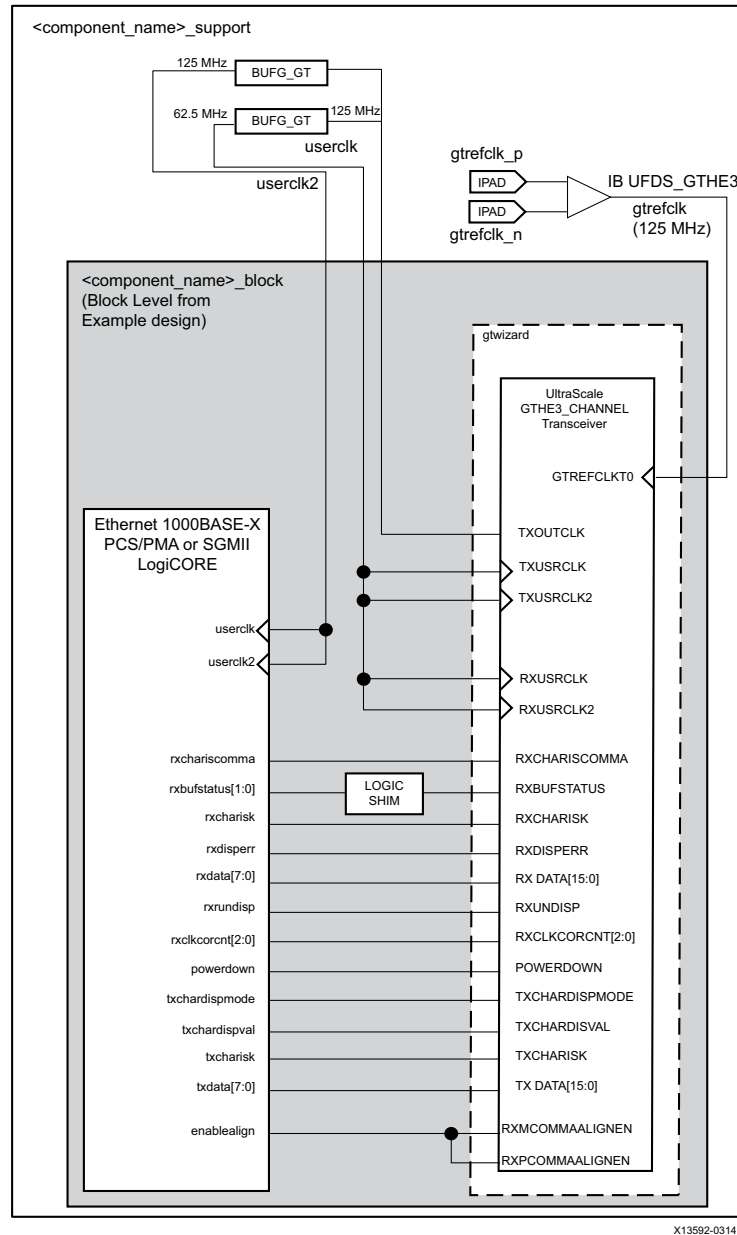 <component_name>_support
125 MHz
BUFG_GT
62.5 MHz
BUFG_GT
125 MHz
userclk
userclk2
gtrefclk_p
IPAD
IB UFDS_GTHE3
IPAD
gtrefclk
(125 MHz)
gtrefclk_n
<component_name>_block
(Block Level from
Example design)
gtwizard
UltraScale
GTHE3_CHANNEL
Transceiver
GTREFCLKT0
Ethernet 1000BASE-X
PCS/PMA or SGMII
LogiCORE
TXOUTCLK
TXUSRCLK
TXUSRCLK2
userclk
userclk2
RXUSRCLK
RXUSRCLK2
rxchariscomma
RXCHARISCOMMA
rxbufstatus[1:0]
LOGIC
SHIM
RXBUFSTATUS
rxcharisk
RXCHARISK
rxdisperr
RXDISPERR
rxdata[7:0]
RX DATA[15:0]
rxrundisp
RXUNDISP
rxclkcorcnt[2:0]
RXCLKCORCNT[2:0]
powerdown
POWERDOWN
txchardispmode
TXCHARDISPMODE
txchardispval
TXCHARDISVAL
txcharisk
TXCHARISK
txdata[7:0]
TX DATA[15:0]
enablealign
RXMCOMMAALIGNEN
RXPCOMMAALIGNEN
X13592-0314